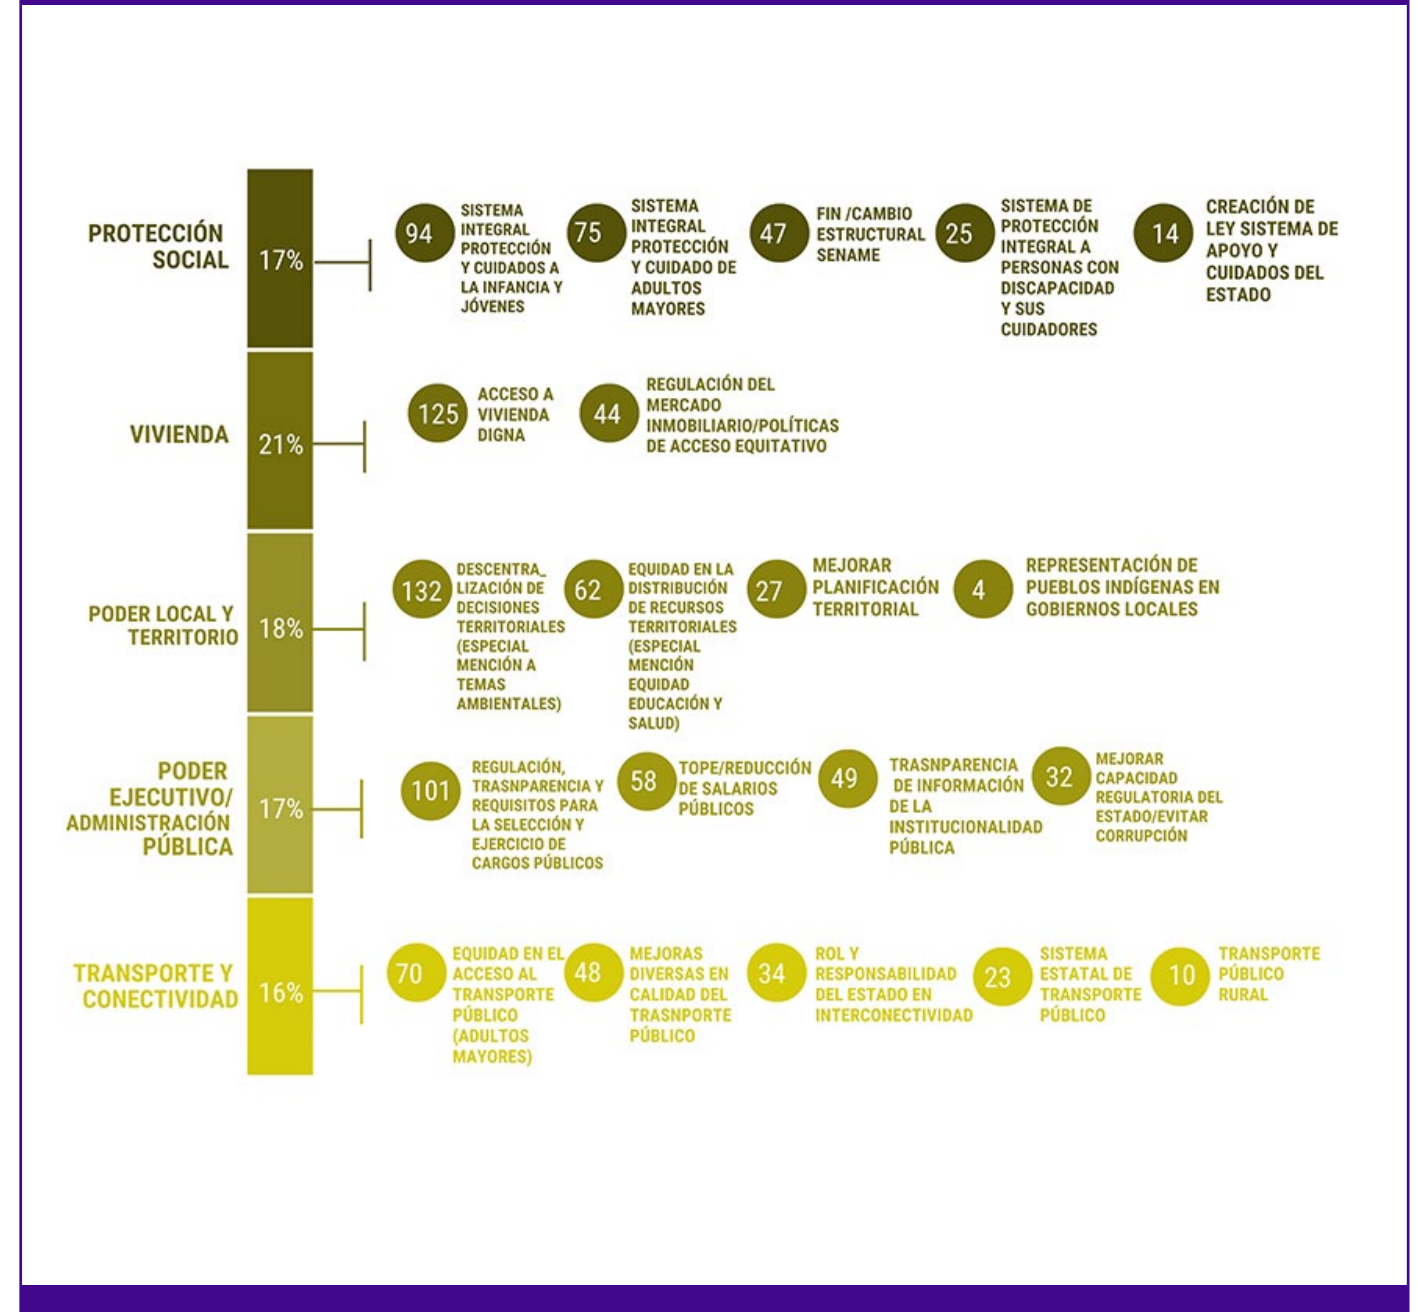 PROTECCIÓN
SOCIAL
17%
94
SISTEMA
INTEGRAL
PROTECCIÓN
Y CUIDADOS A
LA INFANCIA Y
JÓVENES
75
SISTEMA
INTEGRAL
PROTECCIÓN
Y CUIDADO DE
ADULTOS
MAYORES
47
FIN /CAMBIO
ESTRUCTURAL
SENAME
25
SISTEMA DE
PROTECCIÓN
INTEGRAL A
PERSONAS CON
DISCAPACIDAD
Y SUS
CUIDADORES
14
CREACIÓN DE
LEY SISTEMA DE
APOYO Y
CUIDADOS DEL
ESTADO
VIVIENDA
21%
125
ACCESO A
VIVIENDA
DIGNA
44
REGULACIÓN DEL
MERCADO
INMOBILIARIO/POLÍTICAS
DE ACCESO EQUITATIVO
PODER LOCAL Y
TERRITORIO
18%
132
DESCENTRA_
LIZACIÓN DE
DECISIONES
TERRITORIALES
(ESPECIAL
MENCIÓN A
TEMAS
AMBIENTALES)
62
EQUIDAD EN LA
DISTRIBUCIÓN
DE RECURSOS
TERRITORIALES
(ESPECIAL
MENCIÓN
EQUIDAD
EDUCACIÓN Y
SALUD)
27
MEJORAR
PLANIFICACIÓN
TERRITORIAL
4
REPRESENTACIÓN DE
PUEBLOS INDÍGENAS EN
GOBIERNOS LOCALES
PODER
EJECUTIVO/
ADMINISTRACIÓN
PÚBLICA
17%
101
REGULACIÓN,
TRASNPARENCIA Y
REQUISITOS PARA
LA SELECCIÓN Y
EJERCICIO DE
CARGOS PÚBLICOS
58
TOPE/REDUCCIÓN
DE SALARIOS
PÚBLICOS
49
TRASNPARENCIA
DE INFORMACIÓN
DE LA
INSTITUCIONALIDAD
PÚBLICA
32
MEJORAR
CAPACIDAD
REGULATORIA DEL
ESTADO/EVITAR
CORRUPCIÓN
TRANSPORTE Y
CONECTIVIDAD
16%
70
EQUIDAD EN EL
ACCESO AL
TRANSPORTE
PÚBLICO
(ADULTOS
MAYORES)
48
MEJORAS
DIVERSAS EN
CALIDAD DEL
TRASNPORTE
PÚBLICO
34
ROL Y
RESPONSABILIDAD
DEL ESTADO EN
INTERCONECTIVIDAD
23
SISTEMA
ESTATAL DE
TRANSPORTE
PÚBLICO
10
TRANSPORTE
PÚBLICO
RURAL